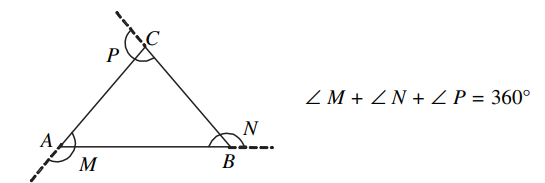 C
P
∠ M + ∠ N + ∠ P = 360°
N
A
M
B